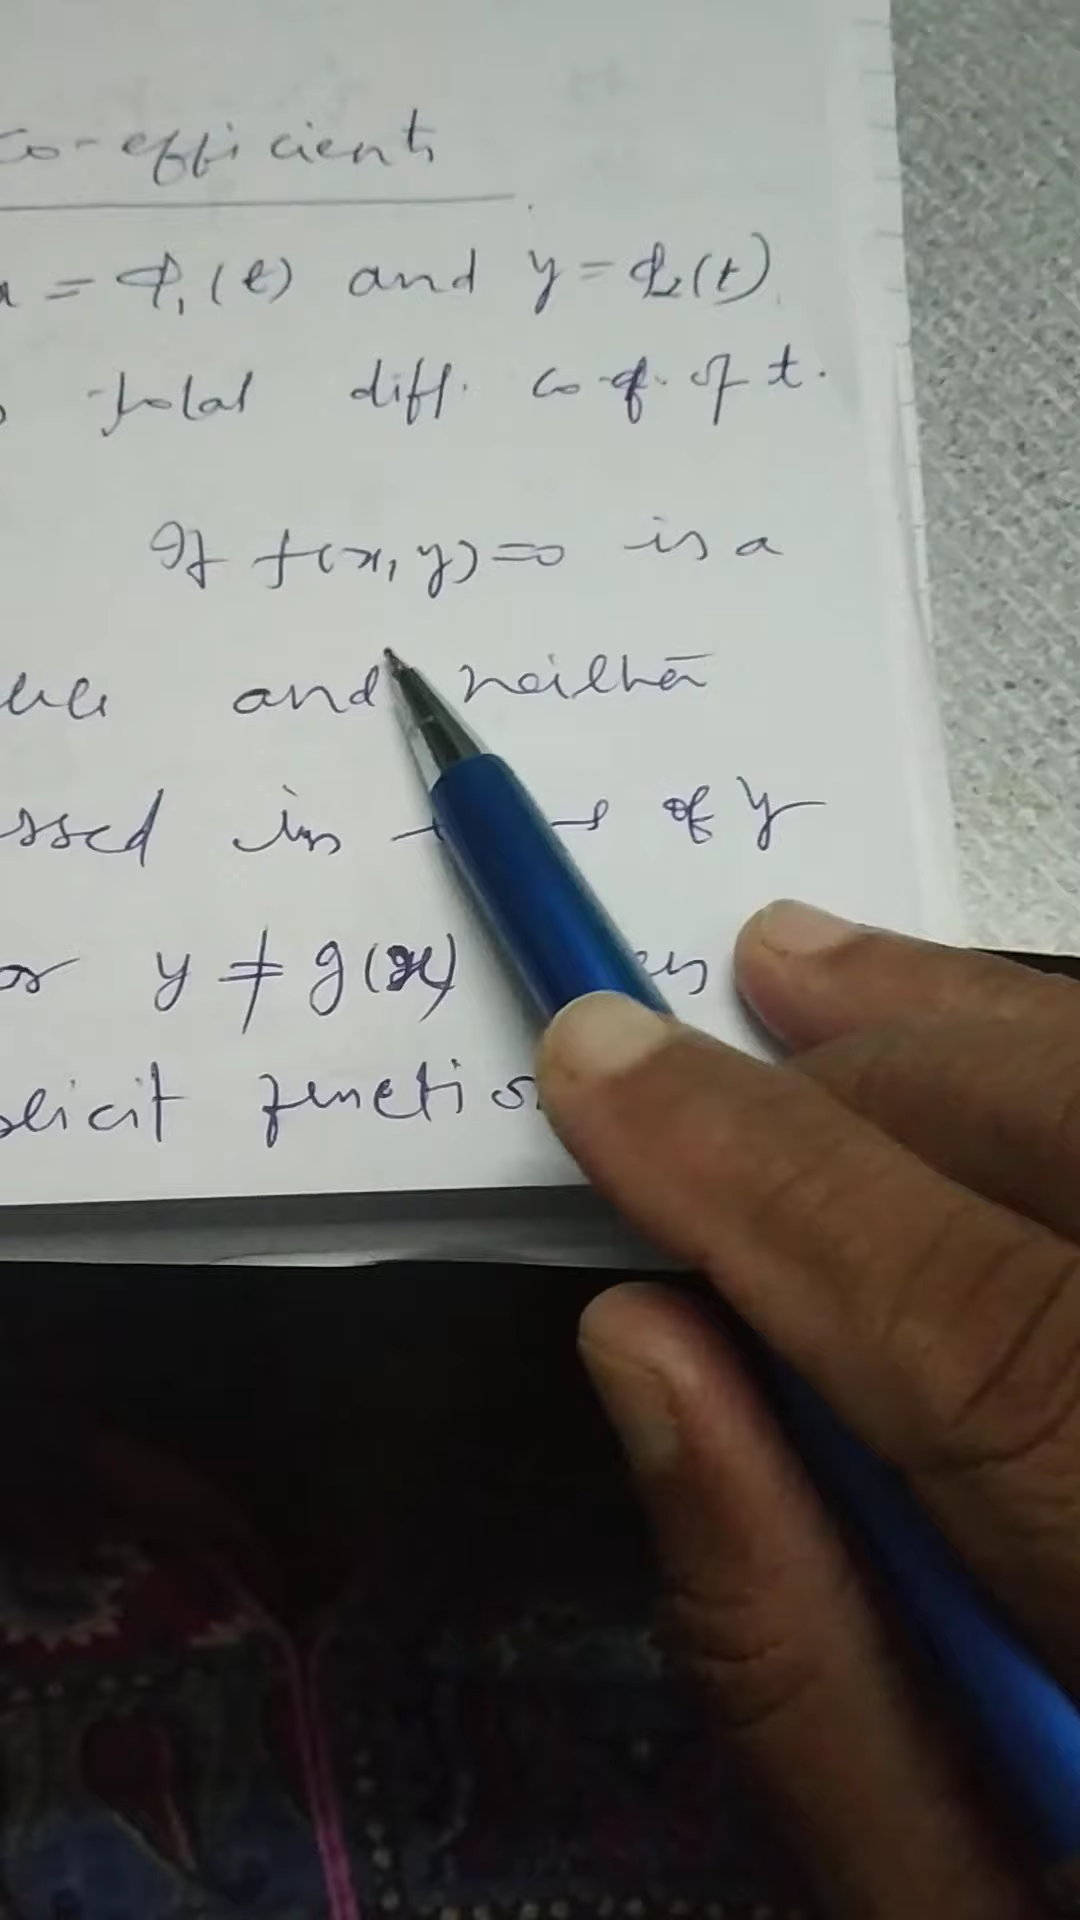 co-efficients
= Φ₁(t) and y = Φ₂(t)
total diff. co-ef. of t.
If f(x, y) = 0 is a
and neither
ssed in of y
or y ≠ g(x)
licit functio